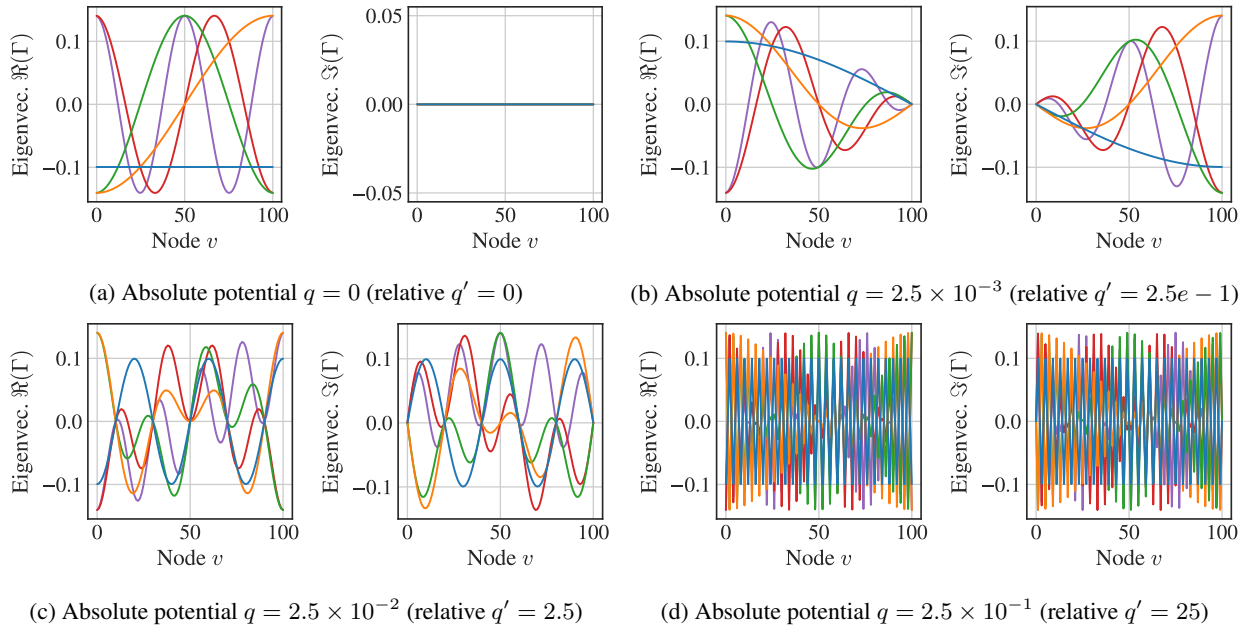 Eigenvec. ℜ(Γ)
0.1
0.0
−0.1
0
50
100
Node v
Eigenvec. ℑ(Γ)
0.05
0.00
−0.05
0
50
100
Node v
(a) Absolute potential q = 0 (relative q′ = 0)
Eigenvec. ℜ(Γ)
0.1
0.0
−0.1
0
50
100
Node v
Eigenvec. ℑ(Γ)
0.1
0.0
−0.1
0
50
100
Node v
(b) Absolute potential q = 2.5 × 10⁻³ (relative q′ = 2.5e − 1)
Eigenvec. ℜ(Γ)
0.1
0.0
−0.1
0
50
100
Node v
Eigenvec. ℑ(Γ)
0.1
0.0
−0.1
0
50
100
Node v
(c) Absolute potential q = 2.5 × 10⁻² (relative q′ = 2.5)
Eigenvec. ℜ(Γ)
0.1
0.0
−0.1
0
50
100
Node v
Eigenvec. ℑ(Γ)
0.1
0.0
−0.1
0
50
100
Node v
(d) Absolute potential q = 2.5 × 10⁻¹ (relative q′ = 25)